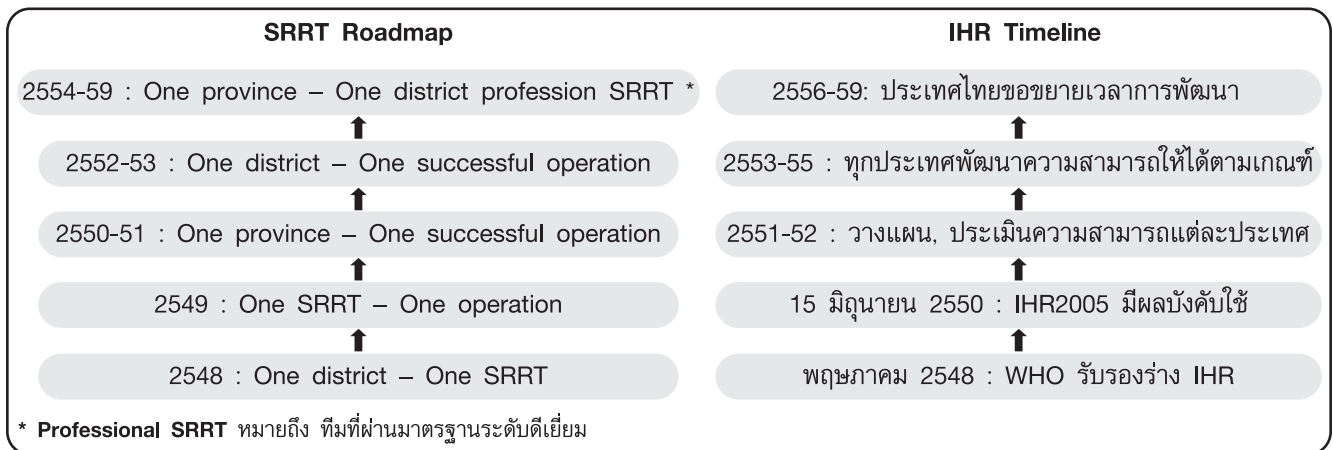 SRRT Roadmap
2554-59 : One province – One district profession SRRT *
2552-53 : One district – One successful operation
2550-51 : One province – One successful operation
2549 : One SRRT – One operation
2548 : One district – One SRRT
IHR Timeline
2556-59: ประเทศไทยขอขยายเวลาการพัฒนา
2553-55 : ทุกประเทศพัฒนาความสามารถให้ได้ตามเกณฑ์
2551-52 : วางแผน, ประเมินความสามารถแต่ละประเทศ
15 มิถุนายน 2550 : IHR2005 มีผลบังคับใช้
พฤษภาคม 2548 : WHO รับรองร่าง IHR
* Professional SRRT หมายถึง ทีมที่ผ่านมาตรฐานระดับดีเยี่ยม